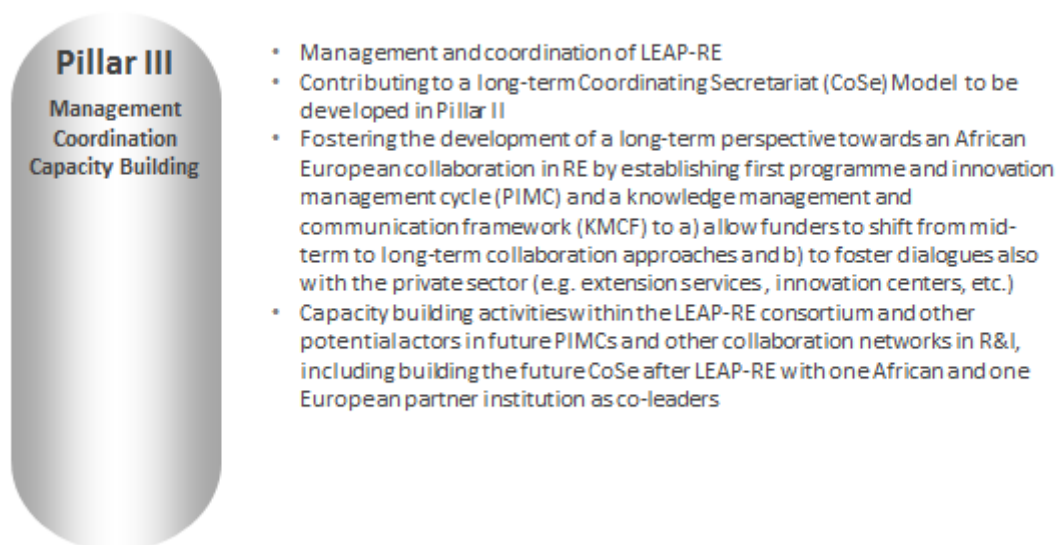 Pillar III
Management
Coordination
Capacity Building
• Management and coordination of LEAP-RE
• Contributing to a long-term Coordinating Secretariat (CoSe) Model to be
developed in Pillar II
• Fostering the development of a long-term perspective towards an African
European collaboration in RE by establishing first programme and innovation
management cycle (PIMC) and a knowledge management and
communication framework (KMCF) to a) allow funders to shift from mid-
term to long-term collaboration approaches and b) to foster dialogues also
with the private sector (e.g. extension services, innovation centers, etc.)
• Capacity building activities within the LEAP-RE consortium and other
potential actors in future PIMCs and other collaboration networks in R&I,
including building the future CoSe after LEAP-RE with one African and one
European partner institution as co-leaders